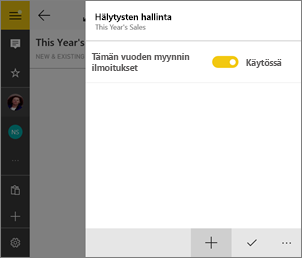 Hälytysten hallinta
This Year's Sales
This Year's
NEW & EXISTING
Tämän vuoden myynnin
ilmoitukset
Käytössä
NS